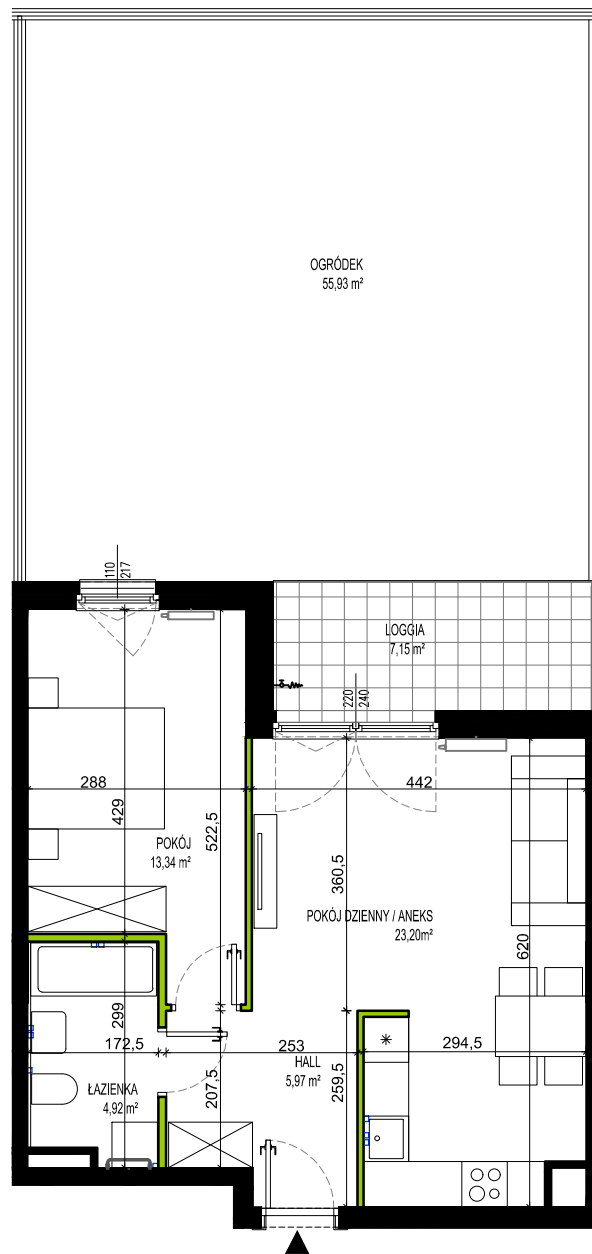 OGRÓDEK
55,93 m²
110
217
LOGGIA
7,15 m²
220
240
288
442
429
522,5
POKÓJ
13,34 m²
360,5
POKÓJ DZIENNY / ANEKS
23,20m²
620
299
172,5
253
294,5
HALL
5,97 m²
207,5
259,5
ŁAZIENKA
4,92 m²